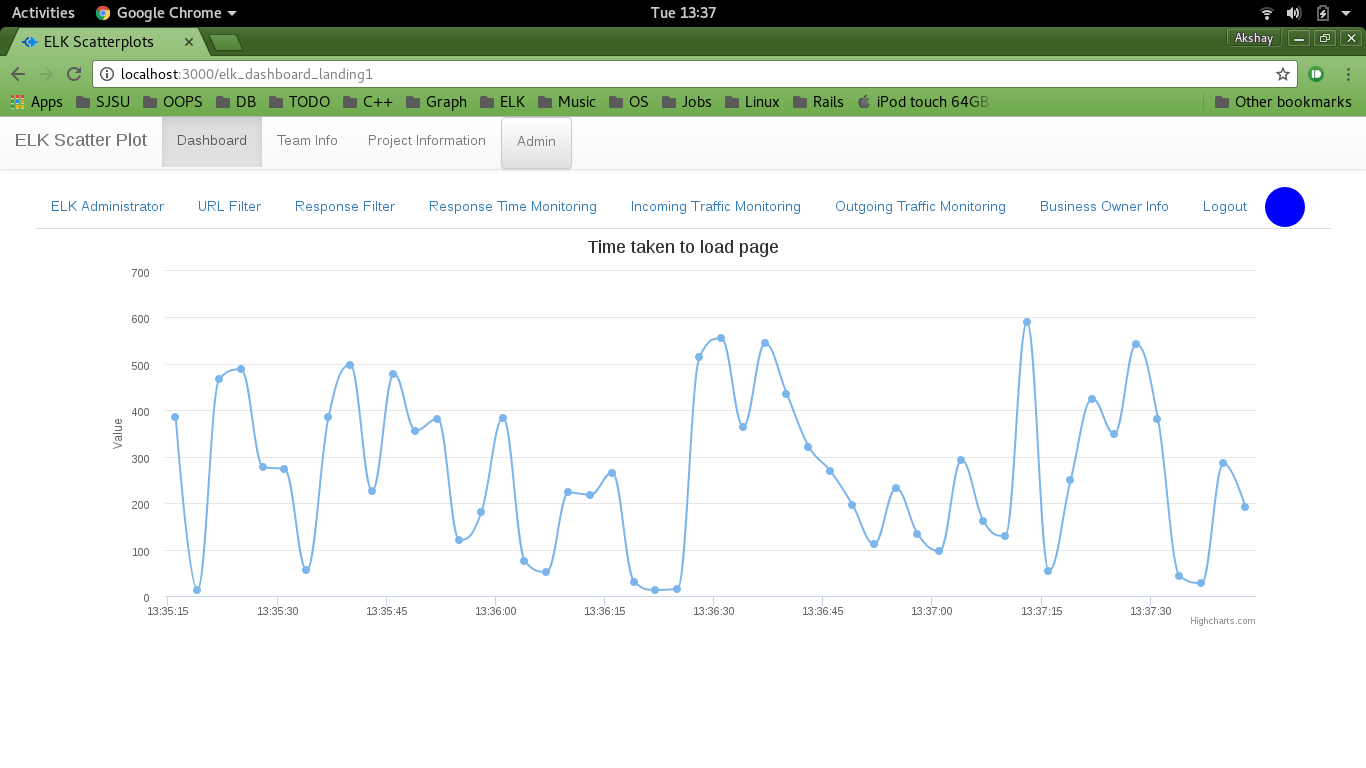 Activities Google Chrome Tue 13:37
ELK Scatterplots Akshay
localhost:3000/elk_dashboard_landing1
Apps SJSU OOPS DB TODO C++ Graph ELK Music OS Jobs Linux Rails iPod touch 64GB Other bookmarks
ELK Scatter Plot Dashboard Team Info Project Information Admin
ELK Administrator URL Filter Response Filter Response Time Monitoring Incoming Traffic Monitoring Outgoing Traffic Monitoring Business Owner Info Logout
Time taken to load page
700
600
500
400
Value
300
200
100
0
13:35:15 13:35:30 13:35:45 13:36:00 13:36:15 13:36:30 13:36:45 13:37:00 13:37:15 13:37:30
Highcharts.com